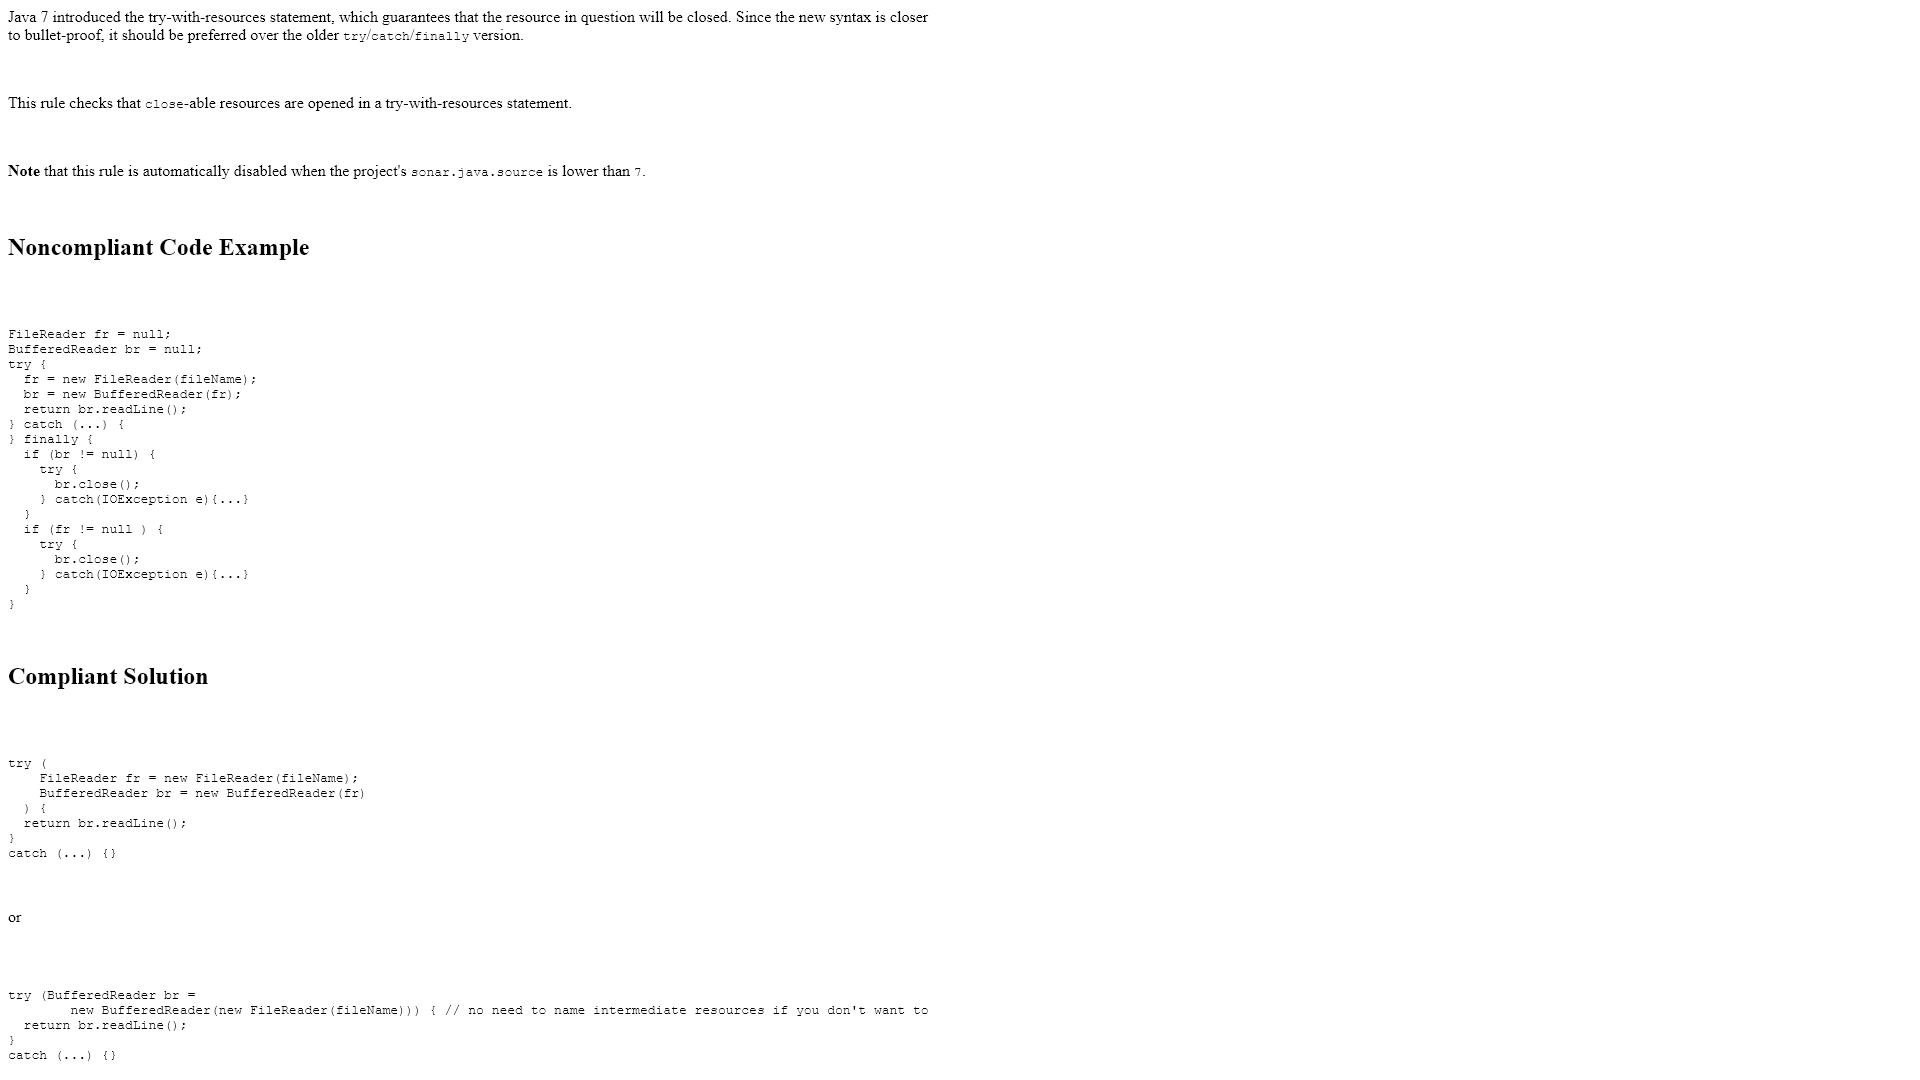 Java 7 introduced the try-with-resources statement, which guarantees that the resource in question will be closed. Since the new syntax is closer
to bullet-proof, it should be preferred over the older try/catch/finally version.
This rule checks that close-able resources are opened in a try-with-resources statement.
Note that this rule is automatically disabled when the project's sonar.java.source is lower than 7.
Noncompliant Code Example
FileReader fr = null;
BufferedReader br = null;
try {
  fr = new FileReader(fileName);
  br = new BufferedReader(fr);
  return br.readLine();
} catch (...) {
} finally {
  if (br != null) {
    try {
      br.close();
    } catch(IOException e){...}
  }
  if (fr != null ) {
    try {
      br.close();
    } catch(IOException e){...}
  }
}
Compliant Solution
try (
    FileReader fr = new FileReader(fileName);
    BufferedReader br = new BufferedReader(fr)
  ) {
  return br.readLine();
}
catch (...) {}
or
try (BufferedReader br =
        new BufferedReader(new FileReader(fileName))) { // no need to name intermediate resources if you don't want to
  return br.readLine();
}
catch (...) {}